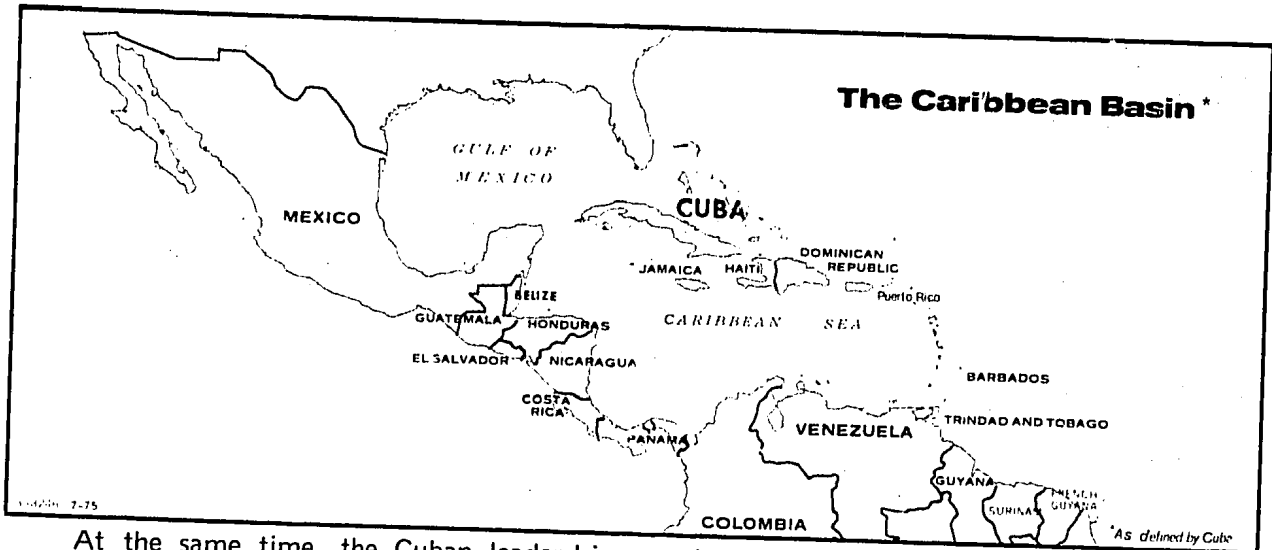 The Caribbean Basin *
GULF OF
MEXICO
MEXICO
CUBA
DOMINICAN
REPUBLIC
JAMAICA
HAITI
Puerto Rico
BELIZE
GUATEMALA
HONDURAS
CARIBBEAN SEA
EL SALVADOR
NICARAGUA
BARBADOS
COSTA
RICA
TRINIDAD AND TOBAGO
PANAMA
VENEZUELA
GUYANA
FRENCH
GUYANA
SURINAM
COLOMBIA
7-75
*As defined by Cuba
At the same time, the Cuban